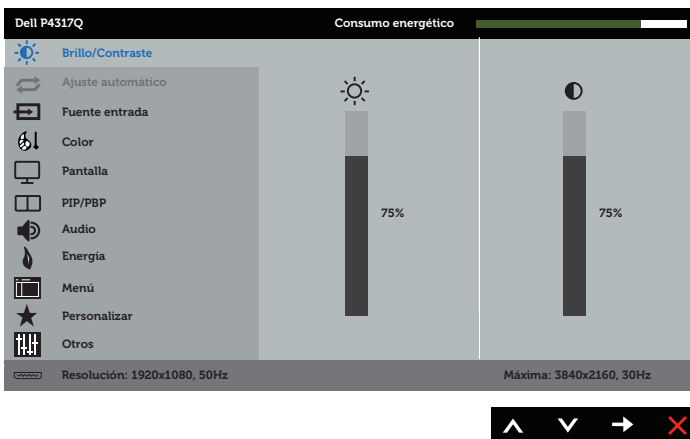 Dell P4317Q Consumo energético
Brillo/Contraste
Ajuste automático
Fuente entrada
Color
Pantalla
PIP/PBP
Audio
Energía
Menú
Personalizar
Otros
75%
75%
Resolución: 1920x1080, 50Hz Máxima: 3840x2160, 30Hz